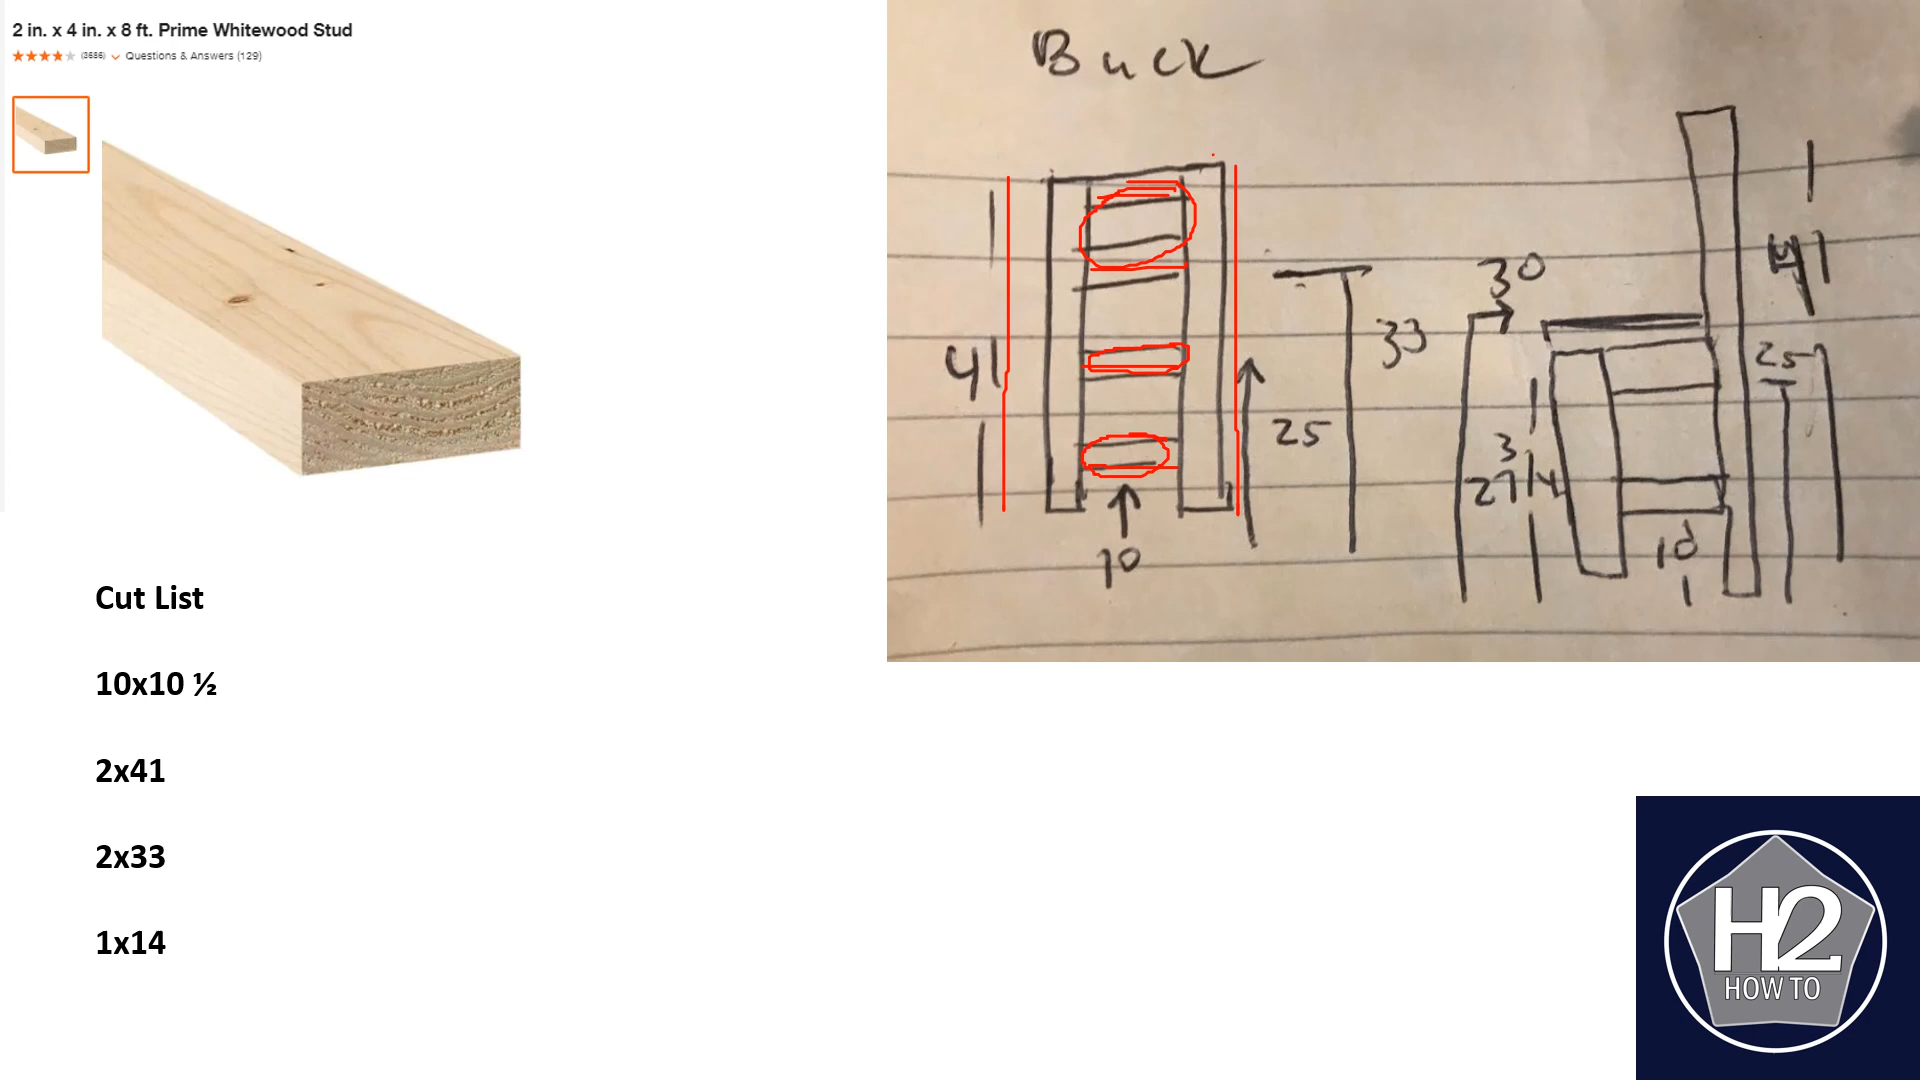 2 in. x 4 in. x 8 ft. Prime Whitewood Stud
(3686) Questions & Answers (129)
Cut List
10x10 ½
2x41
2x33
1x14
Buck
41
10
25
33
30
27 3/4
10
25
H2
HOW TO